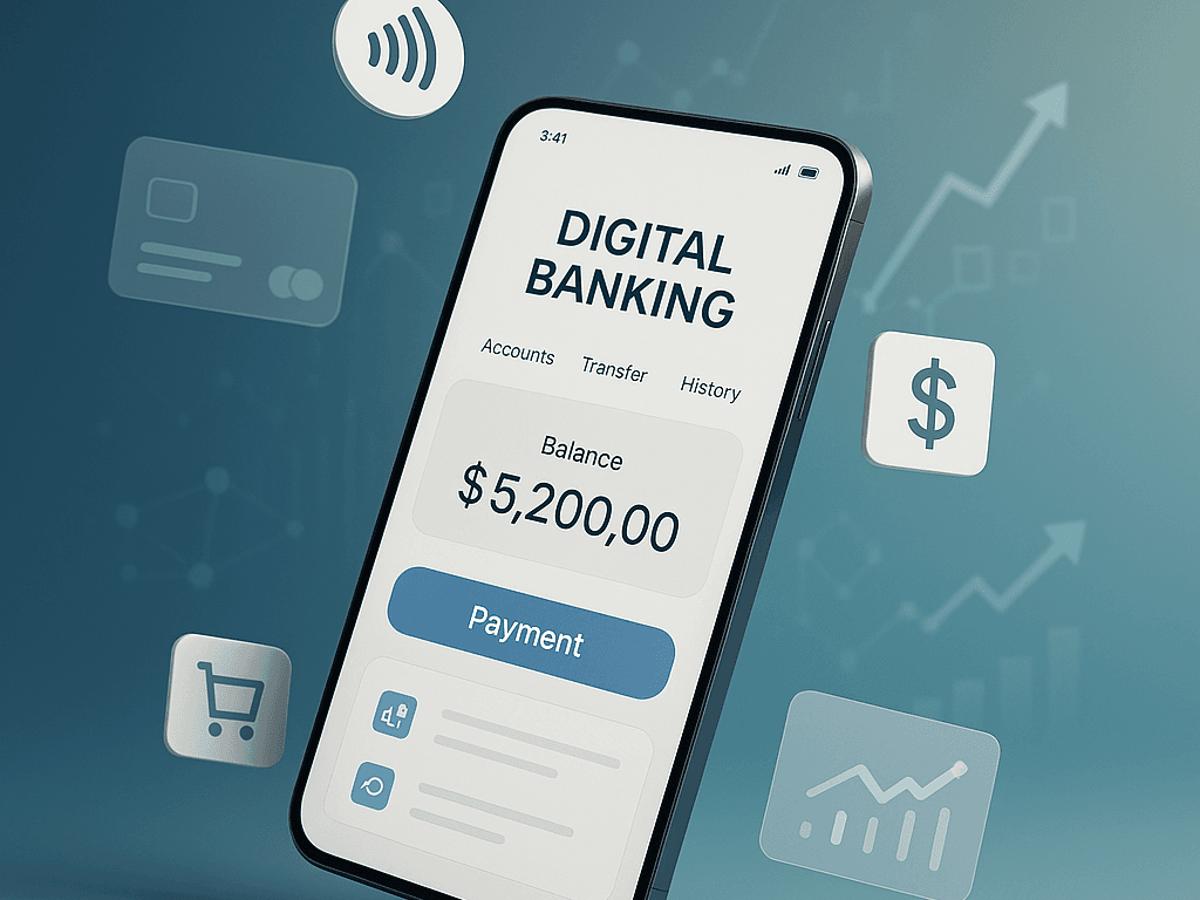 3:41
DIGITAL
BANKING
Accounts Transfer History
Balance
$5,200,00
Payment
$